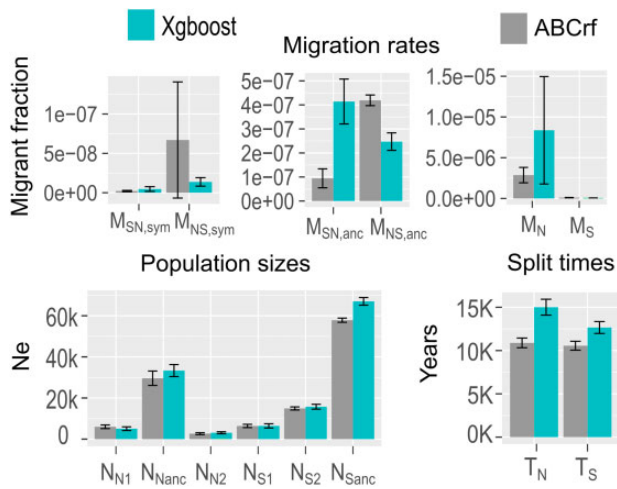 Xgboost
ABCrf
Migration rates
Migrant fraction
1e−07
5e−08
0e+00
M_SN,sym M_NS,sym
5e−07
4e−07
3e−07
2e−07
1e−07
0e+00
M_SN,anc M_NS,anc
1.5e−05
1.0e−05
5.0e−06
0.0e+00
M_N M_S
Population sizes
Ne
60k
40k
20k
0
N_N1 N_Nanc N_N2 N_S1 N_S2 N_Sanc
Split times
Years
15K
10K
5K
0K
T_N T_S